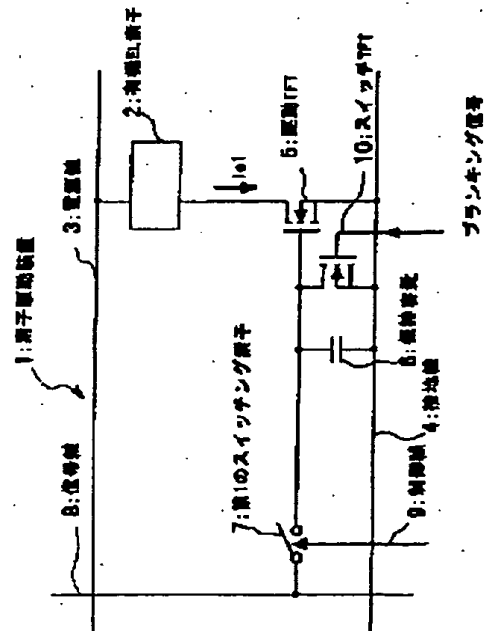 1:素子駆動装置
8:信号線
3:電源線
2:有機EL素子
Iel
5:駆動TFT
10:スイッチTFT
ブランキング信号
7:第1のスイッチング素子
6:保持容量
4:接地線
9:制御線